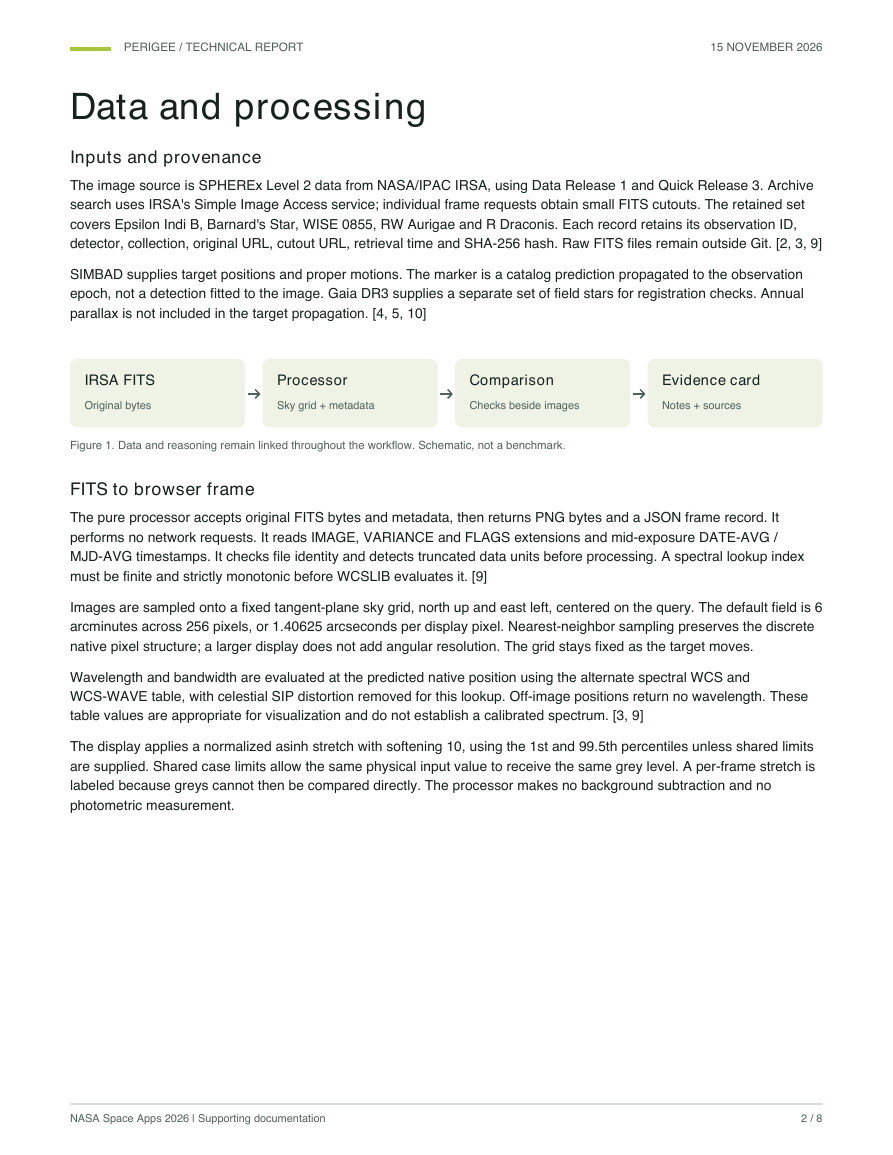 PERIGEE / TECHNICAL REPORT
15 NOVEMBER 2026
Data and processing
Inputs and provenance
The image source is SPHEREx Level 2 data from NASA/IPAC IRSA, using Data Release 1 and Quick Release 3. Archive
search uses IRSA's Simple Image Access service; individual frame requests obtain small FITS cutouts. The retained set
covers Epsilon Indi B, Barnard's Star, WISE 0855, RW Aurigae and R Draconis. Each record retains its observation ID,
detector, collection, original URL, cutout URL, retrieval time and SHA-256 hash. Raw FITS files remain outside Git. [2, 3, 9]
SIMBAD supplies target positions and proper motions. The marker is a catalog prediction propagated to the observation
epoch, not a detection fitted to the image. Gaia DR3 supplies a separate set of field stars for registration checks. Annual
parallax is not included in the target propagation. [4, 5, 10]
IRSA FITS
Original bytes
Processor
Sky grid + metadata
Comparison
Checks beside images
Evidence card
Notes + sources
Figure 1. Data and reasoning remain linked throughout the workflow. Schematic, not a benchmark.
FITS to browser frame
The pure processor accepts original FITS bytes and metadata, then returns PNG bytes and a JSON frame record. It
performs no network requests. It reads IMAGE, VARIANCE and FLAGS extensions and mid-exposure DATE-AVG /
MJD-AVG timestamps. It checks file identity and detects truncated data units before processing. A spectral lookup index
must be finite and strictly monotonic before WCSLIB evaluates it. [9]
Images are sampled onto a fixed tangent-plane sky grid, north up and east left, centered on the query. The default field is 6
arcminutes across 256 pixels, or 1.40625 arcseconds per display pixel. Nearest-neighbor sampling preserves the discrete
native pixel structure; a larger display does not add angular resolution. The grid stays fixed as the target moves.
Wavelength and bandwidth are evaluated at the predicted native position using the alternate spectral WCS and
WCS-WAVE table, with celestial SIP distortion removed for this lookup. Off-image positions return no wavelength. These
table values are appropriate for visualization and do not establish a calibrated spectrum. [3, 9]
The display applies a normalized asinh stretch with softening 10, using the 1st and 99.5th percentiles unless shared limits
are supplied. Shared case limits allow the same physical input value to receive the same grey level. A per-frame stretch is
labeled because greys cannot then be compared directly. The processor makes no background subtraction and no
photometric measurement.
NASA Space Apps 2026 | Supporting documentation
2 / 8